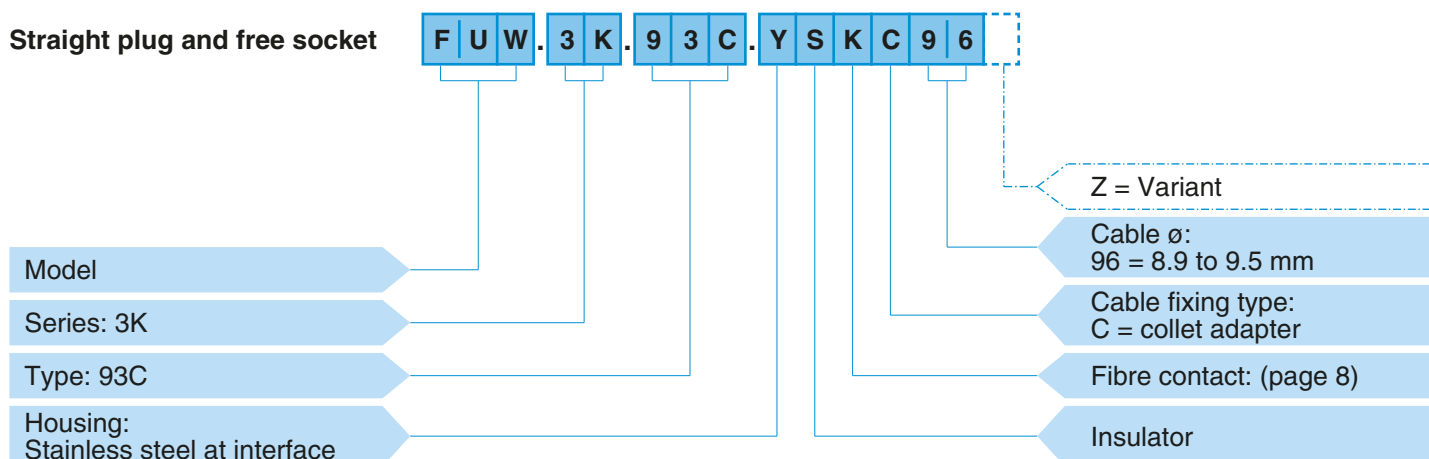 Straight plug and free socket
F U W . 3 K . 9 3 C . Y S K C 9 6
Z = Variant
Cable ø:
96 = 8.9 to 9.5 mm
Model
Cable fixing type:
C = collet adapter
Series: 3K
Type: 93C
Fibre contact: (page 8)
Housing:
Stainless steel at interface
Insulator